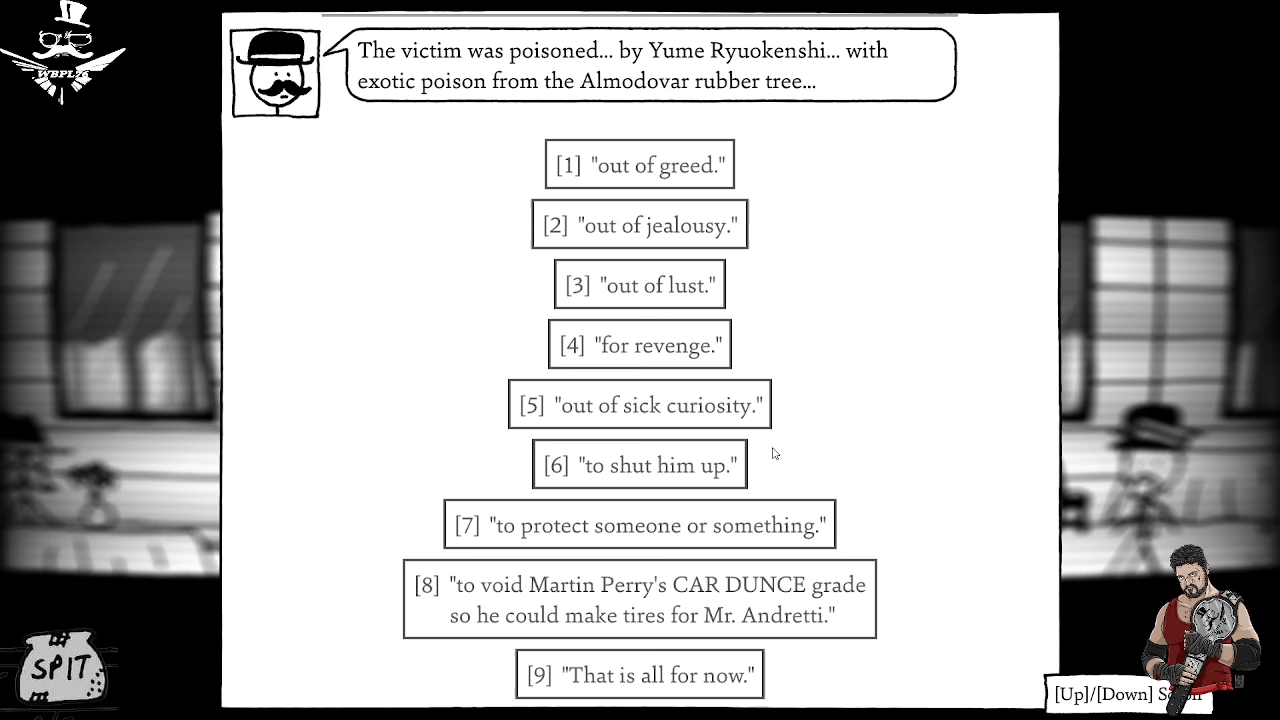 WBPL76
The victim was poisoned... by Yume Ryuokenshi... with
exotic poison from the Almodovar rubber tree...
[1] "out of greed."
[2] "out of jealousy."
[3] "out of lust."
[4] "for revenge."
[5] "out of sick curiosity."
[6] "to shut him up."
[7] "to protect someone or something."
[8] "to void Martin Perry's CAR DUNCE grade
so he could make tires for Mr. Andretti."
[9] "That is all for now."
SPIT
[Up]/[Down]